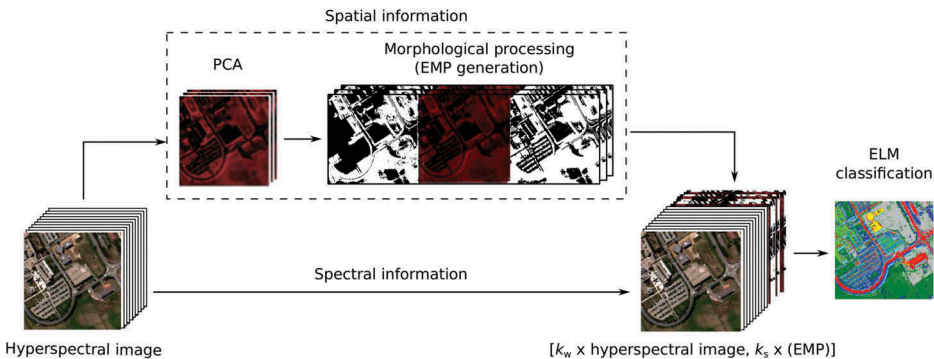 Spatial information
PCA
Morphological processing
(EMP generation)
ELM
classification
Spectral information
Hyperspectral image
[kw x hyperspectral image, ks x (EMP)]